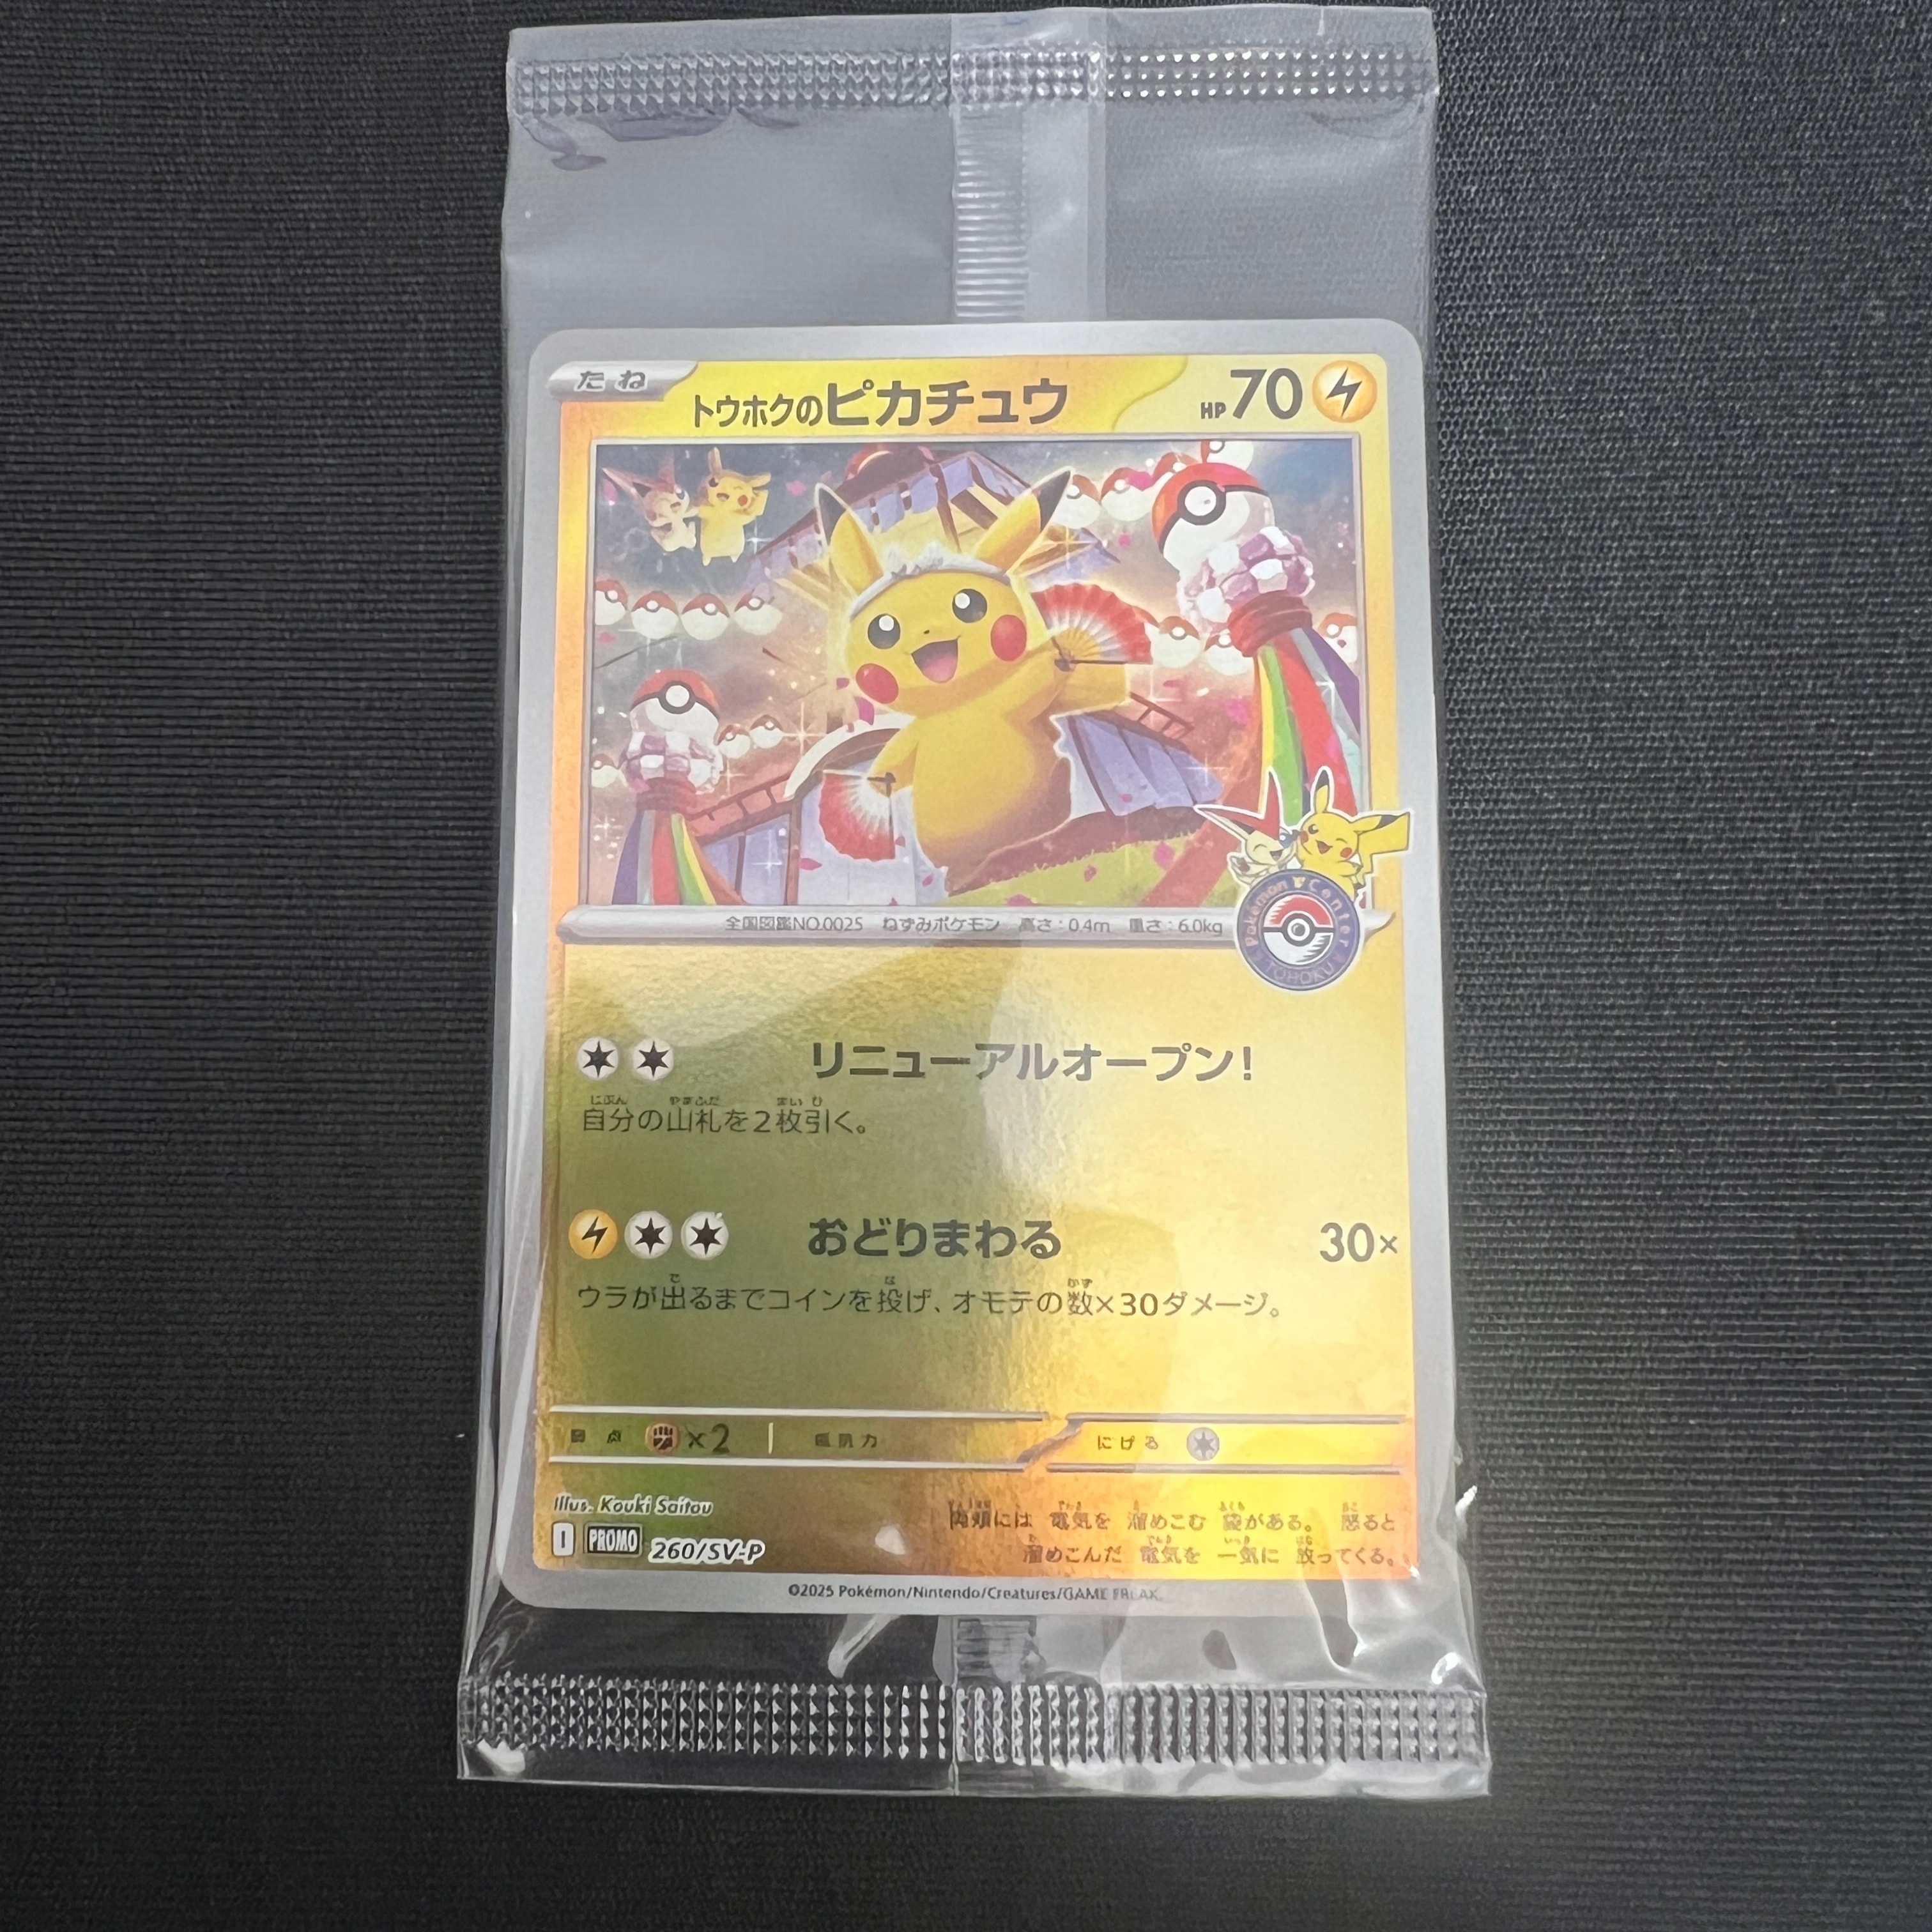 たね
トウホクのピカチュウ
HP70
全国図鑑NO.0025 ねずみポケモン 高さ:0.4m 重さ:6.0kg
Pokémon Center
TOHOKU
リニューアルオープン!
自分の山札を2枚引く。
おどりまわる 30×
ウラが出るまでコインを投げ、オモテの数×30ダメージ。
弱点 ×2 抵抗力 にげる
Illus. Kouki Saitou
両頬には 電気を 溜めこむ 袋がある。 怒ると
溜めこんだ 電気を 一気に 放ってくる。
I PROMO 260/SV-P
©2025 Pokémon/Nintendo/Creatures/GAME FREAK.